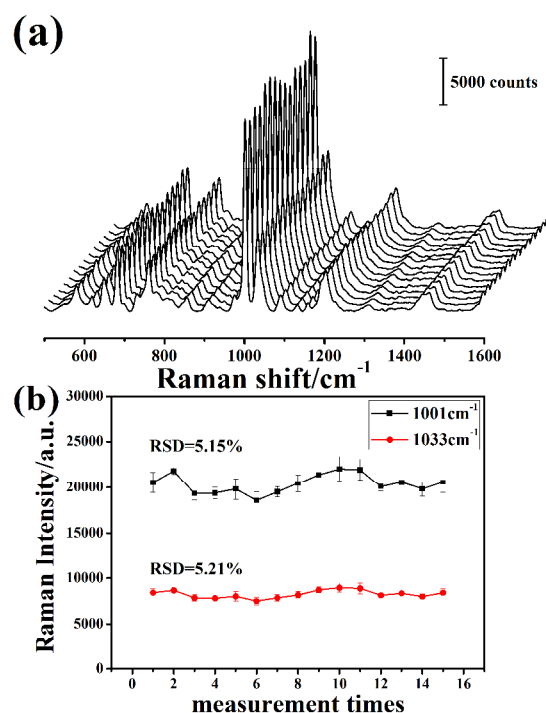 (a)
5000 counts
600 800 1000 1200 1400 1600
Raman shift/cm⁻¹
(b)
30000
25000
20000
15000
10000
5000
0
Raman Intensity/a.u.
1001cm⁻¹
1033cm⁻¹
RSD=5.15%
RSD=5.21%
0 2 4 6 8 10 12 14 16
measurement times